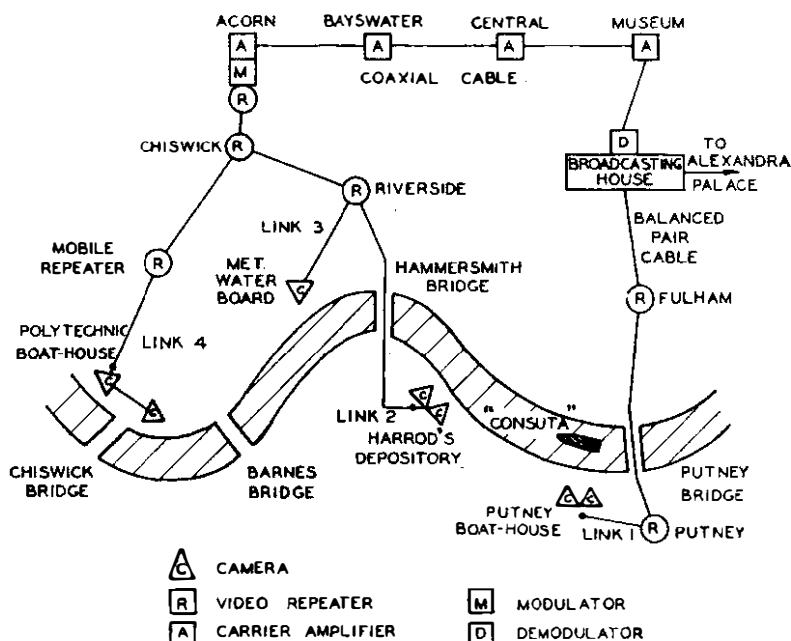 ACORN
BAYSWATER
CENTRAL
MUSEUM
A
A
A
A
M
COAXIAL CABLE
R
D
CHISWICK
R
BROADCASTING
HOUSE
TO
ALEXANDRA
PALACE
R
RIVERSIDE
LINK 3
BALANCED
PAIR
CABLE
MOBILE
REPEATER
R
MET.
WATER
BOARD
C
HAMMERSMITH
BRIDGE
R
FULHAM
POLYTECHNIC
BOAT-HOUSE
LINK 4
C
C
C
C
LINK 2
HARROD'S
DEPOSITORY
"CONSUTA"
CHISWICK
BRIDGE
BARNES
BRIDGE
PUTNEY
BRIDGE
C
C
PUTNEY
BOAT-HOUSE
LINK 1
R
PUTNEY
C
CAMERA
R
VIDEO REPEATER
M
MODULATOR
A
CARRIER AMPLIFIER
D
DEMODULATOR